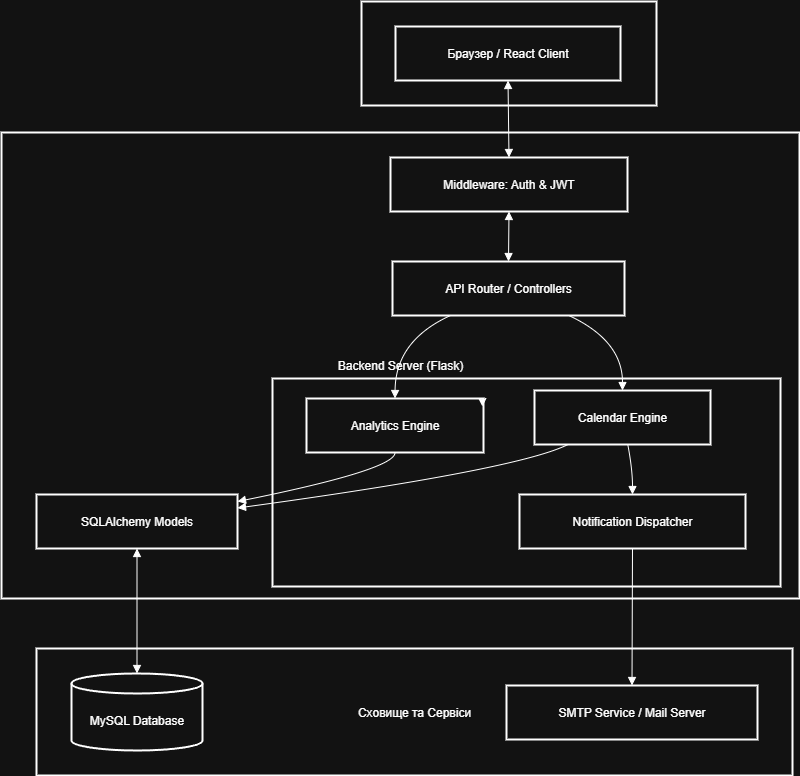 Браузер / React Client
Middleware: Auth & JWT
API Router / Controllers
Backend Server (Flask)
Analytics Engine
Calendar Engine
SQLAlchemy Models
Notification Dispatcher
MySQL Database
Сховище та Сервіси
SMTP Service / Mail Server